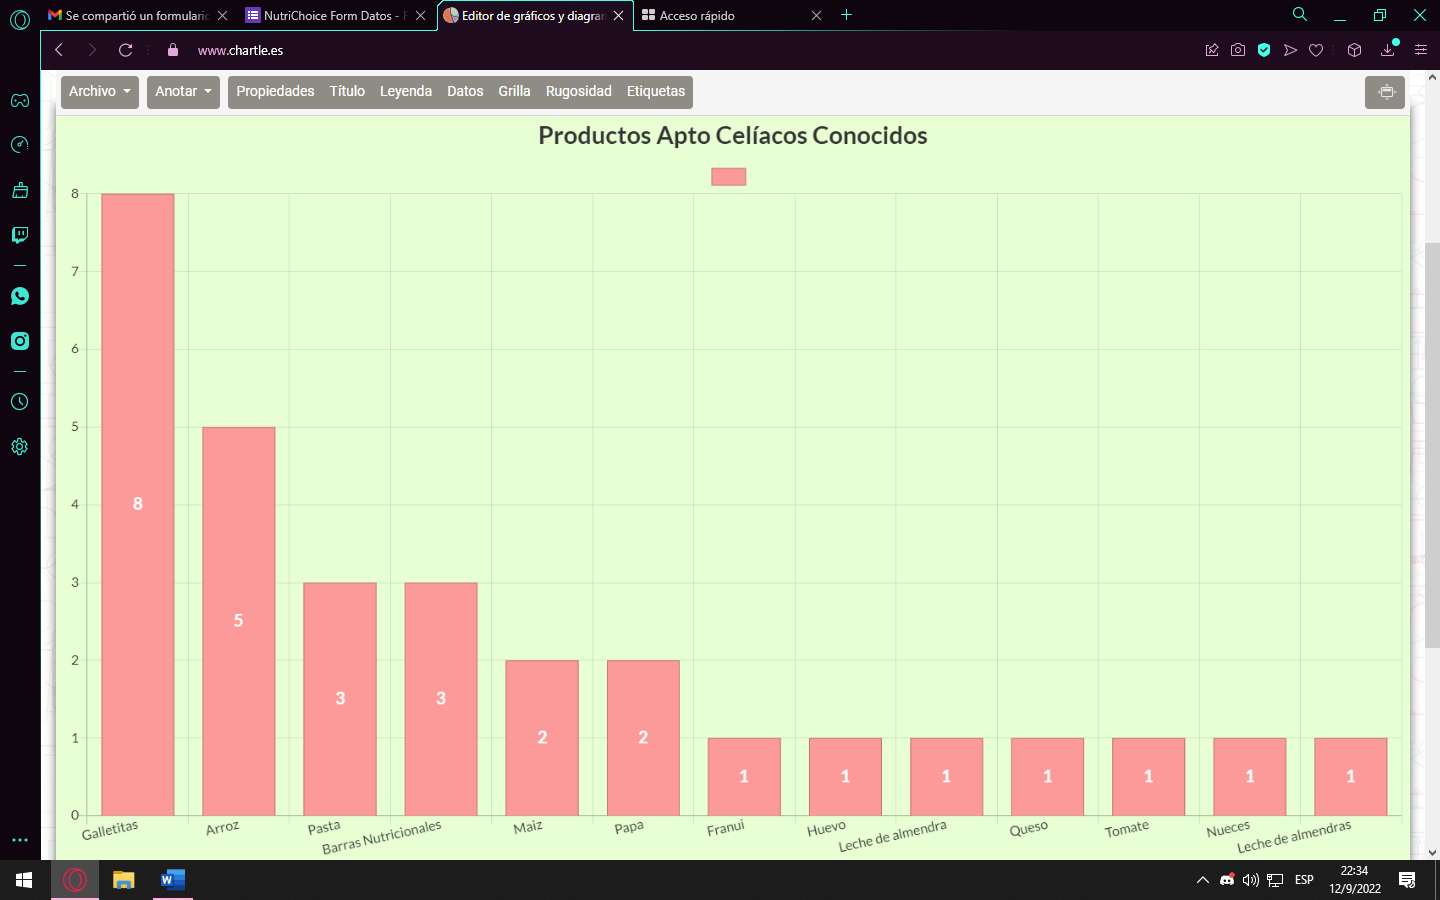 Se compartió un formulario
NutriChoice Form Datos - F
Editor de gráficos y diagram
Acceso rápido
www.chartle.es
Archivo
Anotar
Propiedades
Título
Leyenda
Datos
Grilla
Rugosidad
Etiquetas
Productos Apto Celíacos Conocidos
8
7
6
5
4
3
2
1
0
8
5
3
3
2
2
1
1
1
1
1
1
1
Galletitas
Arroz
Pasta
Barras Nutricionales
Maiz
Papa
Franui
Huevo
Leche de almendra
Queso
Tomate
Nueces
Leche de almendras
ESP
22:34
12/9/2022